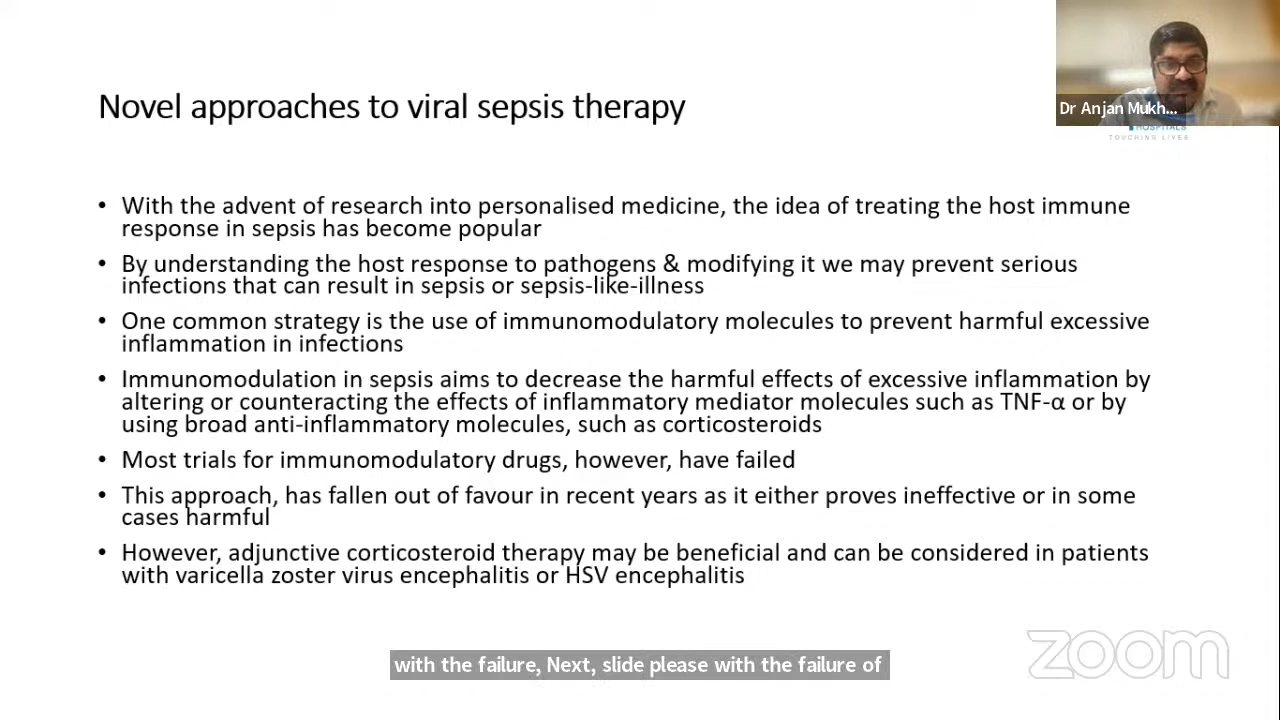 Novel approaches to viral sepsis therapy
Dr Anjan Mukh...
HOSPITALS
TOUCHING LIVES
• With the advent of research into personalised medicine, the idea of treating the host immune
response in sepsis has become popular
• By understanding the host response to pathogens & modifying it we may prevent serious
infections that can result in sepsis or sepsis-like-illness
• One common strategy is the use of immunomodulatory molecules to prevent harmful excessive
inflammation in infections
• Immunomodulation in sepsis aims to decrease the harmful effects of excessive inflammation by
altering or counteracting the effects of inflammatory mediator molecules such as TNF-α or by
using broad anti-inflammatory molecules, such as corticosteroids
• Most trials for immunomodulatory drugs, however, have failed
• This approach, has fallen out of favour in recent years as it either proves ineffective or in some
cases harmful
• However, adjunctive corticosteroid therapy may be beneficial and can be considered in patients
with varicella zoster virus encephalitis or HSV encephalitis
with the failure, Next, slide please with the failure of
zoom